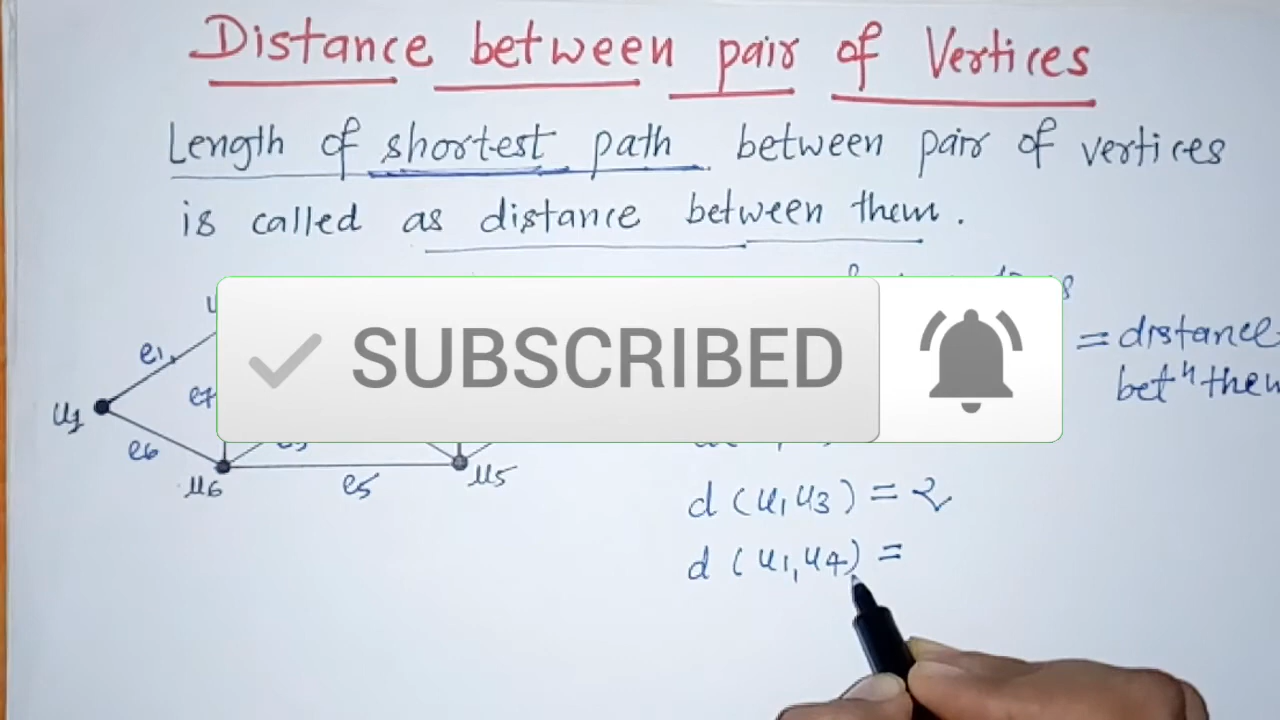 Distance between pair of Vertices
Length of shortest path between pair of vertices
is called as distance between them.
= distance
betⁿ them
SUBSCRIBED
e1
e7
u1
e6
u6
e5
u5
d (u1 u3) = 2
d (u1, u4) =